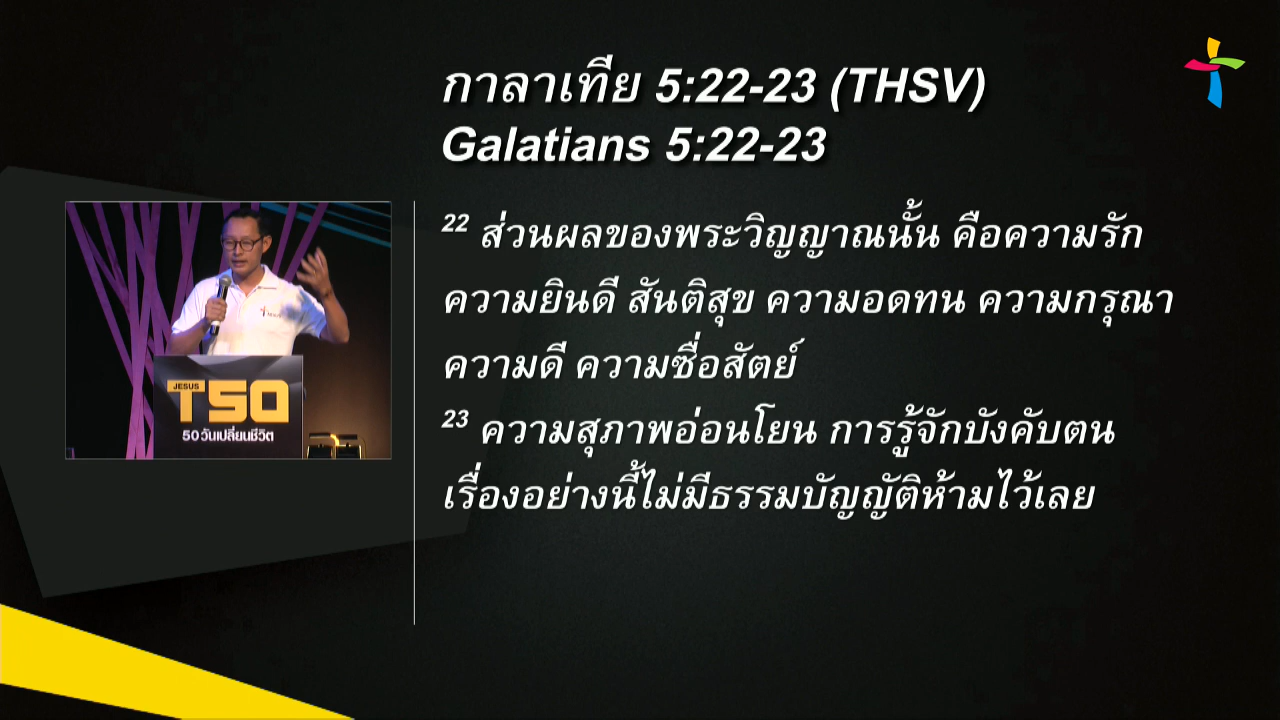 กาลาเทีย 5:22-23 (THSV)
Galatians 5:22-23
22 ส่วนผลของพระวิญญาณนั้น คือความรัก
ความยินดี สันติสุข ความอดทน ความกรุณา
ความดี ความซื่อสัตย์
23 ความสุภาพอ่อนโยน การรู้จักบังคับตน
เรื่องอย่างนี้ไม่มีธรรมบัญญัติห้ามไว้เลย
JESUS
T50
50วันเปลี่ยนชีวิต